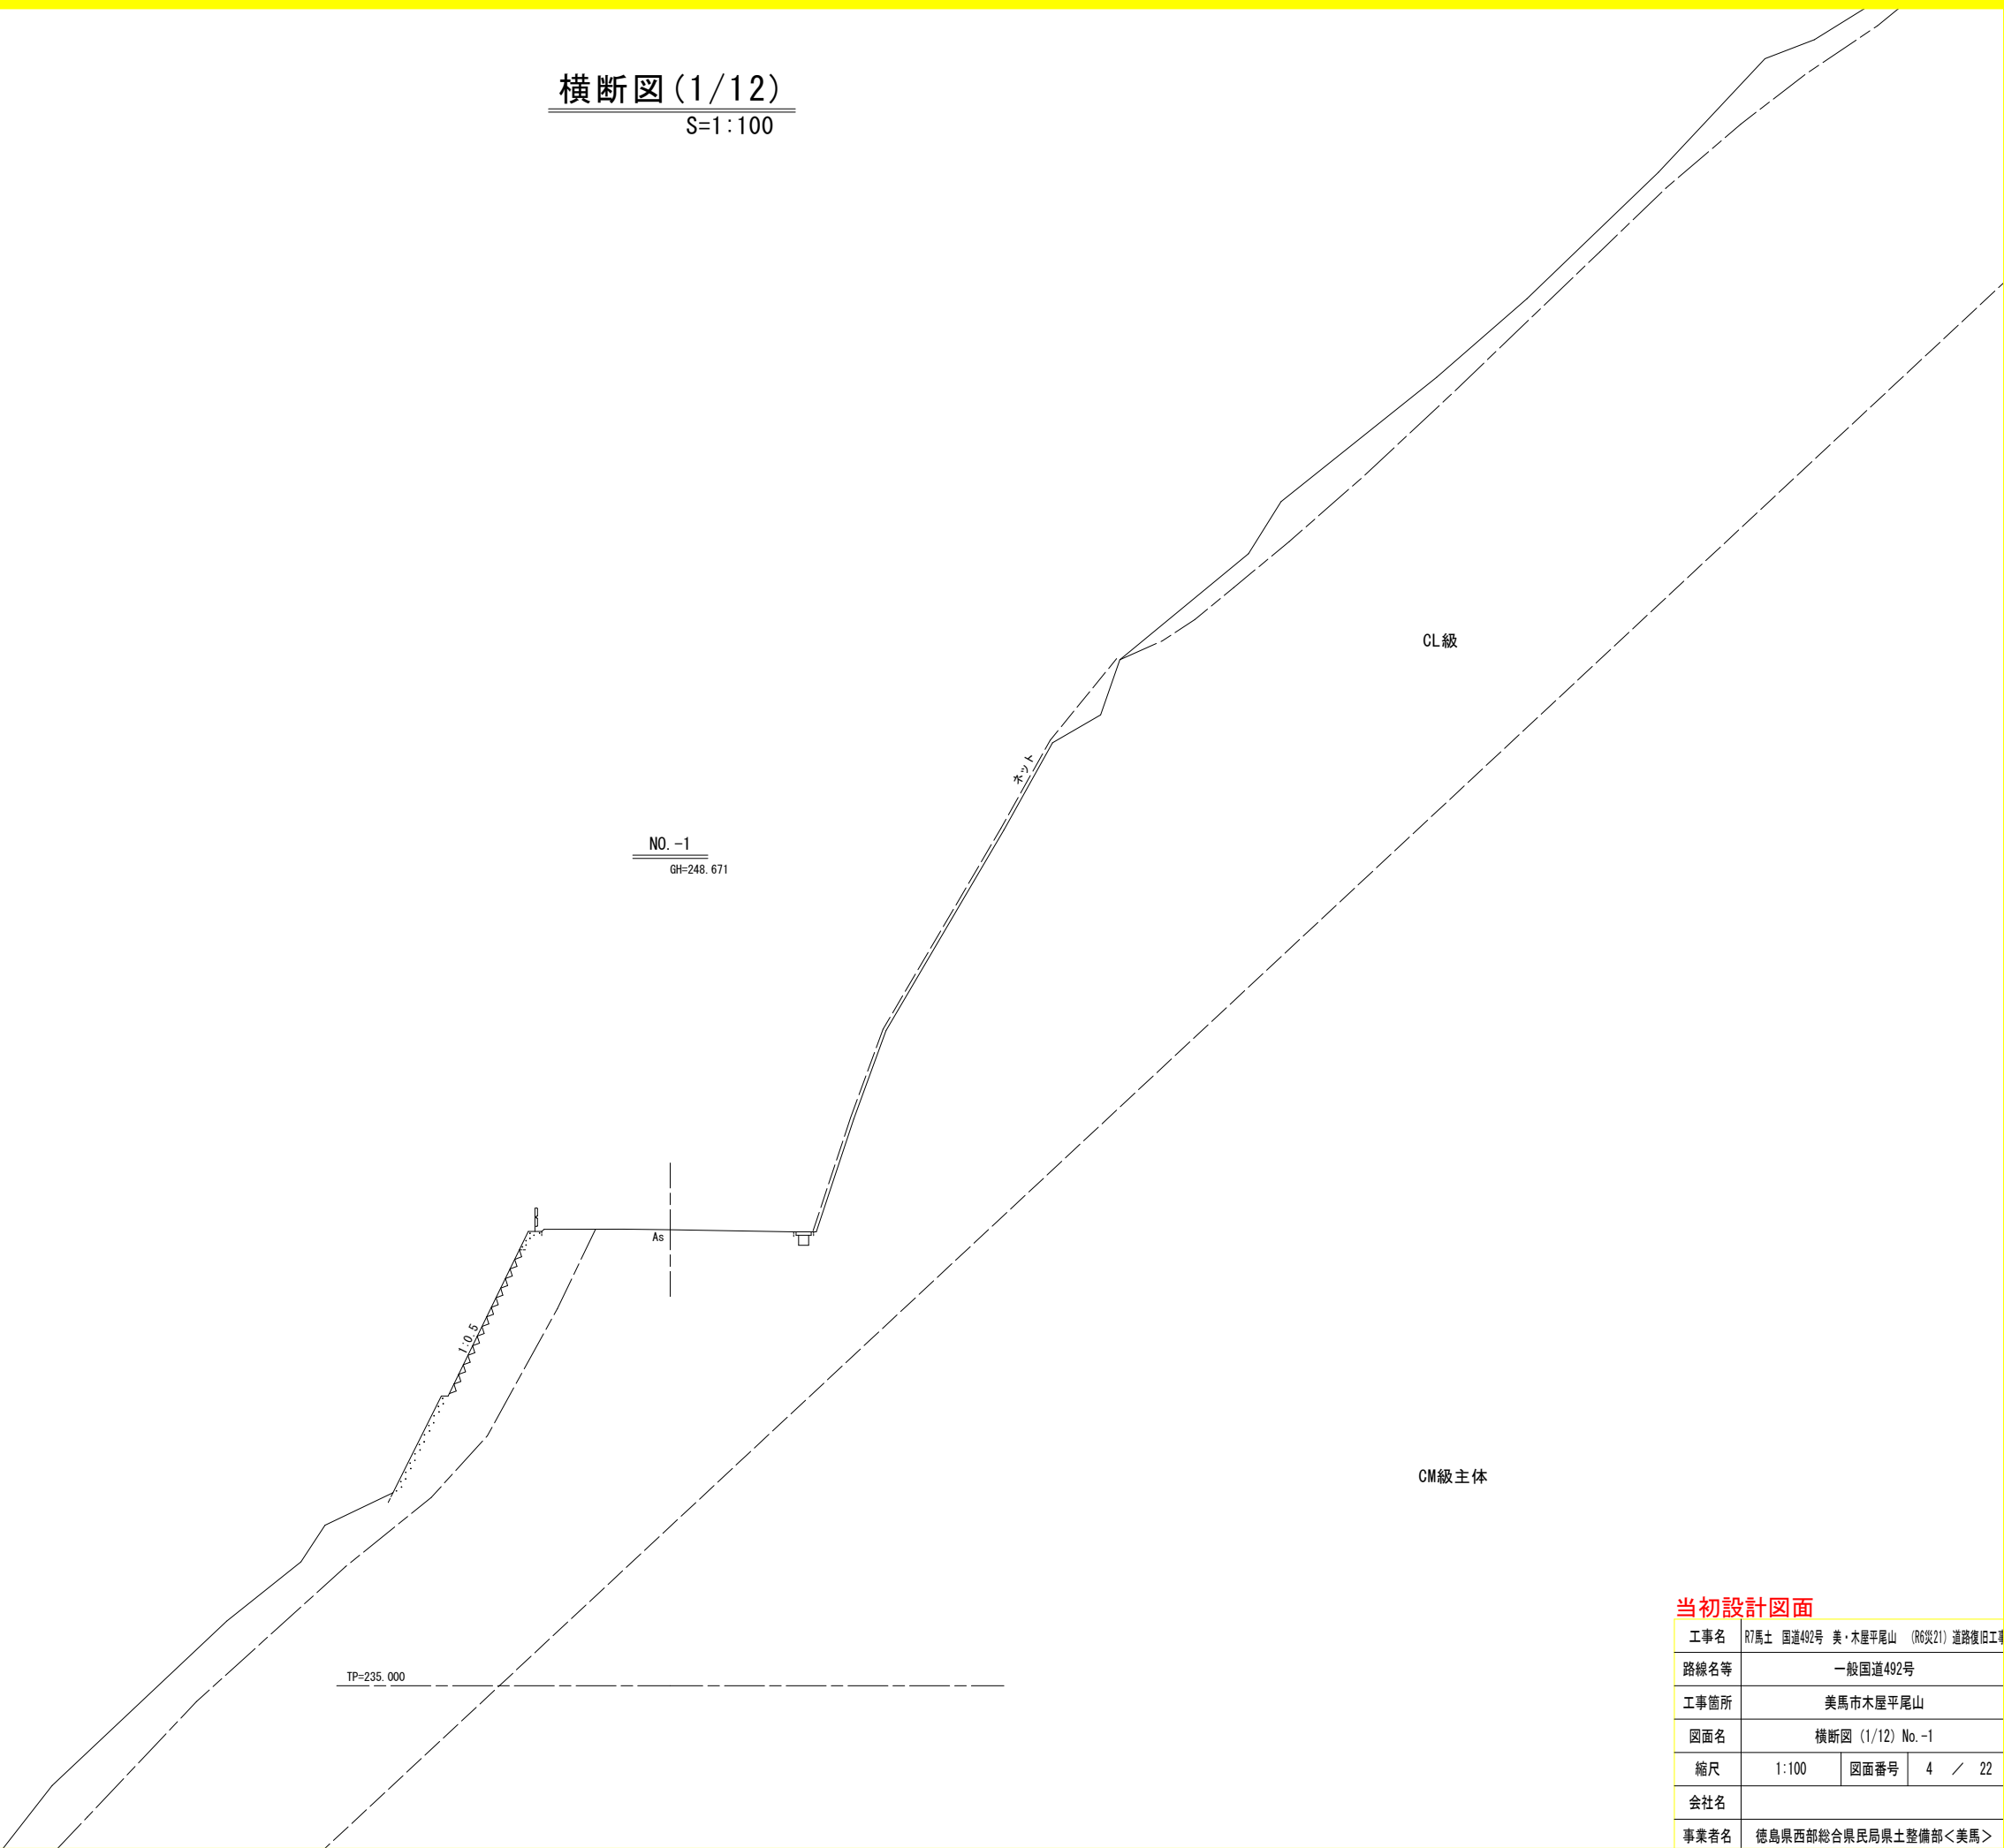 横断図(1/12)
S=1:100
CL級
ネット
NO.-1
GH=248.671
As
1:0.5
CM級主体
TP=235.000
当初設計図面
工事名 R7馬土 国道492号 美・木屋平尾山 (R6災21) 道路復旧工事
路線名等 一般国道492号
工事箇所 美馬市木屋平尾山
図面名 横断図 (1/12) No.-1
縮尺 1:100 図面番号 4 ／ 22
会社名
事業者名 徳島県西部総合県民局県土整備部＜美馬＞